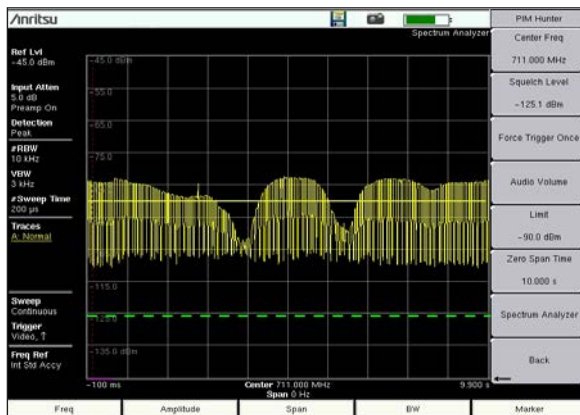 Anritsu
PIM Hunter
Spectrum Analyzer
Ref Lvl
-45.0 dBm
Input Atten
5.0 dB
Preamp On
Detection
Peak
#RBW
10 kHz
VBW
3 kHz
#Sweep Time
200 µs
Traces
A: Normal
Sweep
Continuous
Trigger
Video, ↑
Freq Ref
Int Std Accy
-45.0 dBm
-55.0
-65.0
-75.0
-115.0
-125.0
-135.0 dBm
-100 ms
Center 711.000 MHz
9.900 s
Span 0 Hz
Center Freq
711.000 MHz
Squelch Level
-125.1 dBm
Force Trigger Once
Audio Volume
Limit
-90.0 dBm
Zero Span Time
10.000 s
Spectrum Analyzer
Back
Freq
Amplitude
Span
BW
Marker